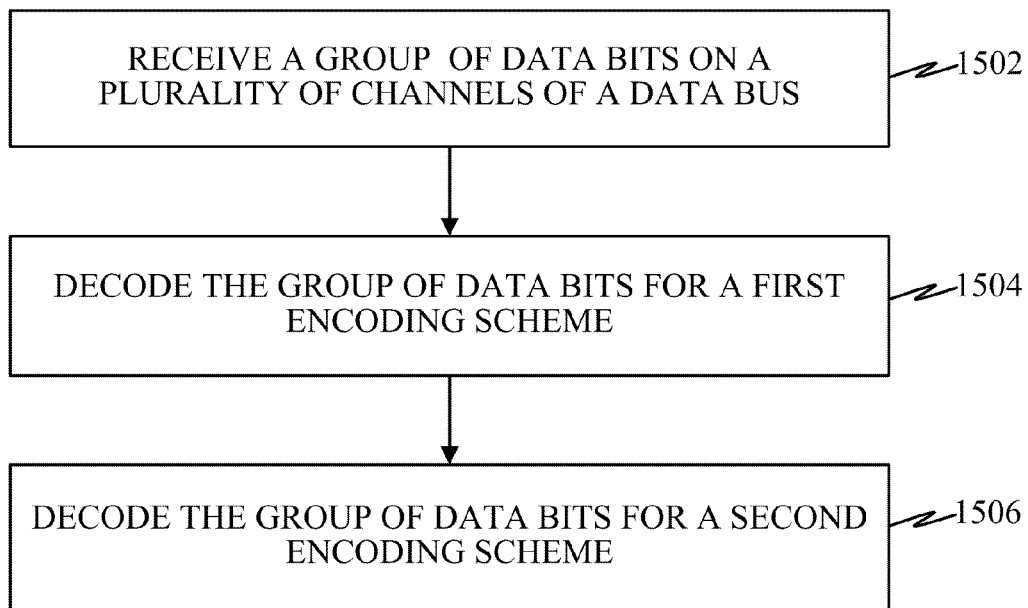 RECEIVE A GROUP OF DATA BITS ON A
PLURALITY OF CHANNELS OF A DATA BUS
1502
DECODE THE GROUP OF DATA BITS FOR A FIRST
ENCODING SCHEME
1504
DECODE THE GROUP OF DATA BITS FOR A SECOND
ENCODING SCHEME
1506